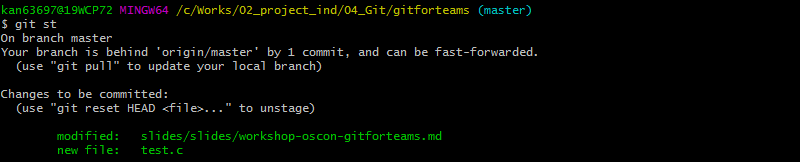 kan63697@19WCP72 MINGW64 /c/Works/02_project_ind/04_Git/gitforteams (master)
$ git st
On branch master
Your branch is behind 'origin/master' by 1 commit, and can be fast-forwarded.
  (use "git pull" to update your local branch)

Changes to be committed:
  (use "git reset HEAD <file>..." to unstage)

        modified:   slides/slides/workshop-oscon-gitforteams.md
        new file:   test.c